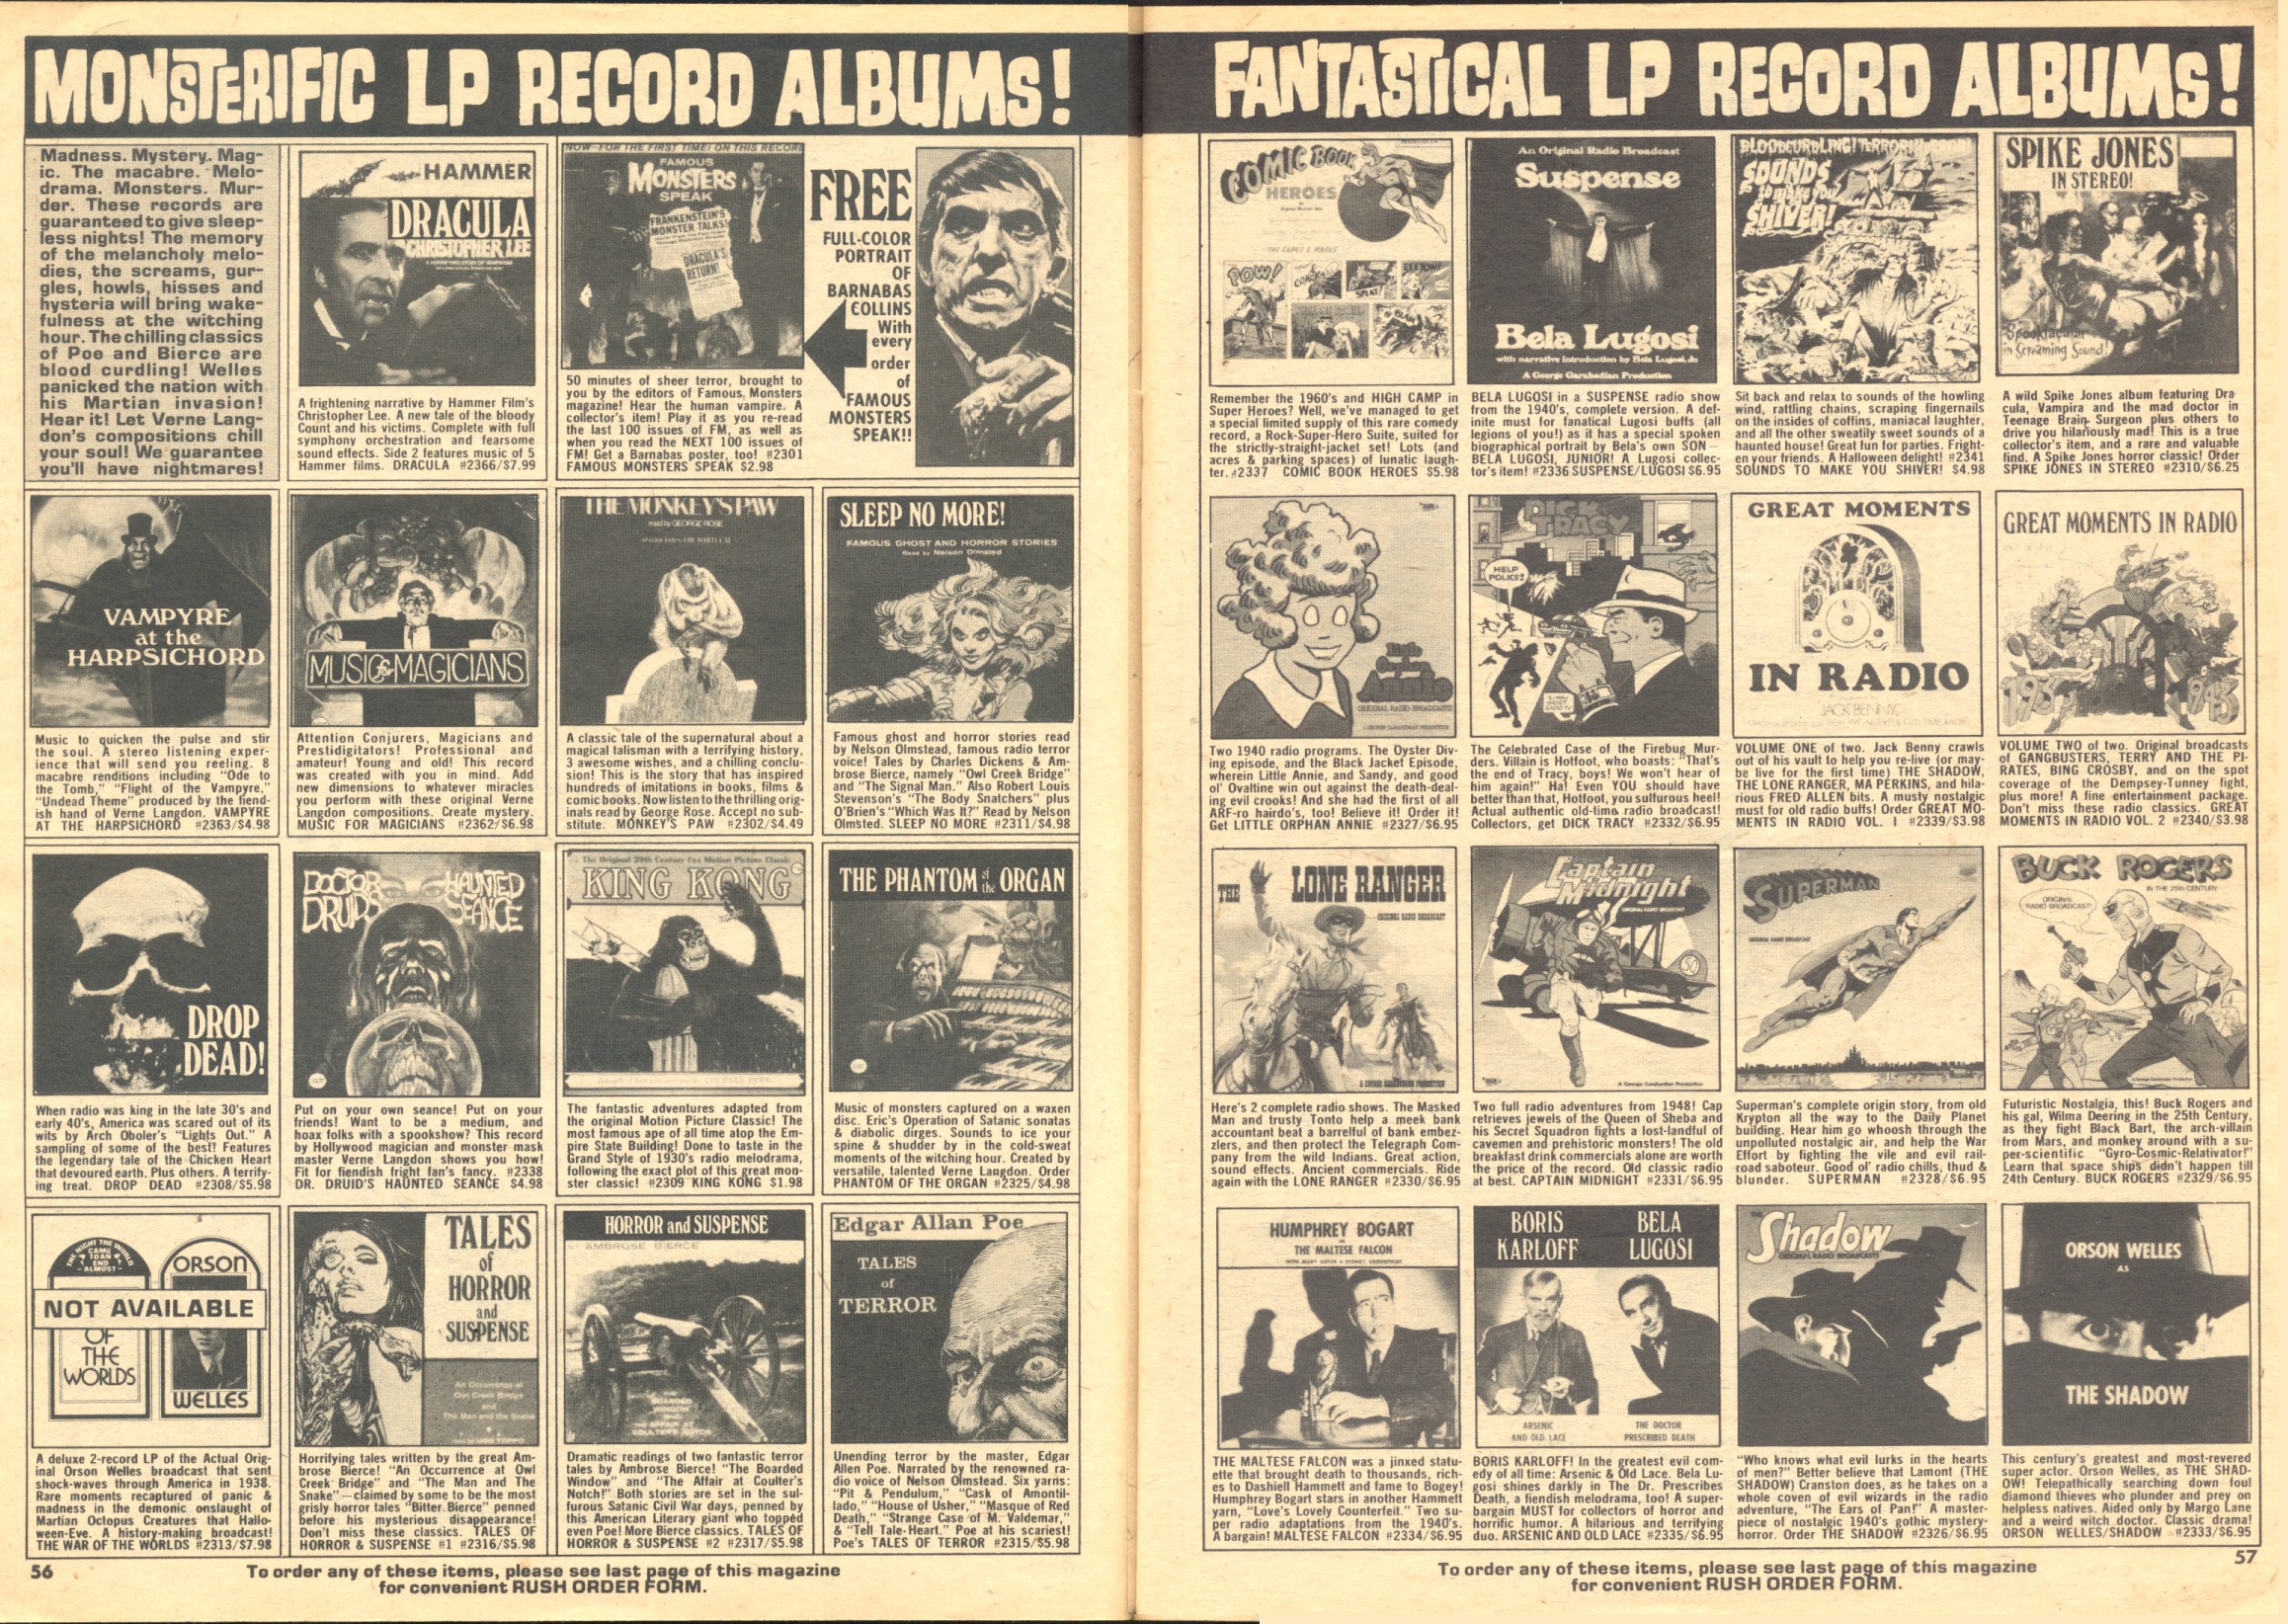 MONSTERIFIC LP RECORD ALBUMS!
Madness. Mystery. Mag-
ic. The macabre. Melo-
drama. Monsters. Mur-
der. These records are
guaranteed to give sleep-
less nights! The memory
of the melancholy melo-
dies, the screams, gur-
gles, howls, hisses and
hysteria will bring wake-
fulness at the witching
hour. The chilling classics
of Poe and Bierce are
blood curdling! Welles
panicked the nation with
his Martian invasion!
Hear it! Let Verne Lang-
don's compositions chill
your soul! We guarantee
you'll have nightmares!
HAMMER
DRACULA
CHRISTOPHER LEE
A frightening narrative by Hammer Film's
Christopher Lee. A new tale of the bloody
Count and his victims. Complete with full
symphony orchestration and fearsome
sound effects. Side 2 features music of 5
Hammer films. DRACULA #2366/$7.99
NOW—FOR THE FIRST TIME! ON THIS RECORD
FAMOUS
MONSTERS
SPEAK
FRANKENSTEIN'S
MONSTER TALKS!
DRACULA'S
RETURN!
50 minutes of sheer terror, brought to
you by the editors of Famous Monsters
magazine! Hear the human vampire. A
collector's item! Play it as you re-read
the last 100 issues of FM, as well as
when you read the NEXT 100 issues of
FM! Get a Barnabas poster, too! #2301
FAMOUS MONSTERS SPEAK $2.98
FREE
FULL-COLOR
PORTRAIT
OF
BARNABAS
COLLINS
With
every
order
of
FAMOUS
MONSTERS
SPEAK!!
VAMPYRE
at the
HARPSICHORD
Music to quicken the pulse and stir
the soul. A stereo listening exper-
ience that will send you reeling. 8
macabre renditions including "Ode to
the Tomb," "Flight of the Vampyre,"
"Undead Theme" produced by the fiend-
ish hand of Verne Langdon. VAMPYRE
AT THE HARPSICHORD #2363/$4.98
MUSIC for MAGICIANS
Attention Conjurers, Magicians and
Prestidigitators! Professional and
amateur! Young and old! This record
was created with you in mind. Add
new dimensions to whatever miracles
you perform with these original Verne
Langdon compositions. Create mystery.
MUSIC FOR MAGICIANS #2362/$6.98
THE MONKEY'S PAW
read by GEORGE ROSE
A classic tale of the supernatural about a
magical talisman with a terrifying history,
3 awesome wishes, and a chilling conclu-
sion! This is the story that has inspired
hundreds of imitations in books, films &
comic books. Now listen to the thrilling orig-
inals read by George Rose. Accept no sub-
stitute. MONKEY'S PAW #2302/$4.49
SLEEP NO MORE!
FAMOUS GHOST AND HORROR STORIES
Read by Nelson Olmsted
Famous ghost and horror stories read
by Nelson Olmstead, famous radio terror
voice! Tales by Charles Dickens & Am-
brose Bierce, namely "Owl Creek Bridge"
and "The Signal Man." Also Robert Louis
Stevenson's "The Body Snatchers" plus
O'Brien's "Which Was It?" Read by Nelson
Olmsted. SLEEP NO MORE #2311/$4.98
DROP
DEAD!
When radio was king in the late 30's and
early 40's, America was scared out of its
wits by Arch Oboler's "Lights Out." A
sampling of some of the best! Features
the legendary tale of the Chicken Heart
that devoured earth. Plus others. A terrify-
ing treat. DROP DEAD #2308/$5.98
DOCTOR
DRUIDS
HAUNTED
SEANCE
Put on your own seance! Put on your
friends! Want to be a medium, and
hoax folks with a spookshow? This record
by Hollywood magician and monster-mask
master Verne Langdon shows you how!
Fit for fiendish fright fan's fancy. #2338
DR. DRUID'S HAUNTED SEANCE $4.98
The Original 20th Century Fox Motion Picture Classic
KING KONG
The fantastic adventures adapted from
the original Motion Picture Classic! The
most famous ape of all time atop the Em-
pire State Building! Done to taste in the
Grand Style of 1930's radio melodrama,
following the exact plot of this great mon-
ster classic! #2309 KING KONG $1.98
THE PHANTOM of the ORGAN
Music of monsters captured on a waxen
disc. Eric's Operation of Satanic sonatas
& diabolic dirges. Sounds to ice your
spine & shudder in the cold-sweat
moments of the witching hour. Created by
versatile, talented Verne Langdon. Order
PHANTOM OF THE ORGAN #2325/$4.98
THE NIGHT THE WORLD
CAME
TO AN
END
ALMOST
ORSON
NOT AVAILABLE
OF
THE
WORLDS
WELLES
A deluxe 2-record LP of the Actual Orig-
inal Orson Welles broadcast that sent
shock-waves through America in 1938.
Rare moments recaptured of panic &
madness in the demonic onslaught of
Martian Octopus Creatures that Hallo-
ween-Eve. A history-making broadcast!
THE WAR OF THE WORLDS #2313/$7.98
TALES
of
HORROR
and
SUSPENSE
An Occurrence at
Owl Creek Bridge
and
The Man and the Snake
Horrifying tales written by the great Am-
brose Bierce! "An Occurrence at Owl
Creek Bridge" and "The Man and The
Snake"—claimed by some to be the most
grisly horror tales "Bitter Bierce" penned
before his mysterious disappearance!
Don't miss these classics. TALES OF
HORROR & SUSPENSE #1 #2316/$5.98
HORROR and SUSPENSE
AMBROSE BIERCE
THE
BOARDED
WINDOW
AND
THE AFFAIR AT
COULTER'S NOTCH
Dramatic readings of two fantastic terror
tales by Ambrose Bierce! "The Boarded
Window" and "The Affair at Coulter's
Notch!" Both stories are set in the sul-
furous Satanic Civil War days, penned by
this American Literary giant who topped
even Poe! More Bierce classics. TALES OF
HORROR & SUSPENSE #2 #2317/$5.98
Edgar Allan Poe
TALES
of
TERROR
Unending terror by the master, Edgar
Allen Poe. Narrated by the renowned ra-
dio voice of Nelson Olmstead. Six yarns:
"Pit & Pendulum," "Cask of Amontil-
lado," "House of Usher," "Masque of Red
Death," "Strange Case of M. Valdemar,"
& "Tell Tale-Heart." Poe at his scariest!
Poe's TALES OF TERROR #2315/$5.98
56
To order any of these items, please see last page of this magazine
for convenient RUSH ORDER FORM.
FANTASTICAL LP RECORD ALBUMS!
COMIC BOOK
HEROES
POW!
Remember the 1960's and HIGH CAMP in
Super Heroes? Well, we've managed to get
a special limited supply of this rare comedy
record, a Rock-Super-Hero Suite, suited for
the strictly-straight-jacket set! Lots (and
acres & parking spaces) of lunatic laugh-
ter. #2337 COMIC BOOK HEROES $5.98
An Original Radio Broadcast
Suspense
Bela Lugosi
with narrative introduction by Bela Lugosi, Jr.
A George Garabedian Production
BELA LUGOSI in a SUSPENSE radio show
from the 1940's, complete version. A def-
inite must for fanatical Lugosi buffs (all
legions of you!) as it has a special spoken
biographical portrait by Bela's own SON —
BELA LUGOSI, JUNIOR! A Lugosi collec-
tor's item! #2336 SUSPENSE/LUGOSI $6.95
BLOODCURDLING! TERROR!
SOUNDS
to make you
SHIVER!
Sit back and relax to sounds of the howling
wind, rattling chains, scraping fingernails
on the insides of coffins, maniacal laughter,
and all the other sweatily sweet sounds of a
haunted house! Great fun for parties. Fright-
en your friends. A Halloween delight! #2341
SOUNDS TO MAKE YOU SHIVER! $4.98
SPIKE JONES
IN STEREO!
Spooktacular
in Screaming Sound!
A wild Spike Jones album featuring Dra-
cula, Vampira and the mad doctor in
Teenage Brain Surgeon plus others to
drive you hilariously mad! This is a true
collector's item, and a rare and valuable
find. A Spike Jones horror classic! Order
SPIKE JONES IN STEREO #2310/$6.25
Little
Orphan
Annie
ORIGINAL RADIO BROADCASTS
Two 1940 radio programs. The Oyster Div-
ing episode, and the Black Jacket Episode,
wherein Little Annie, and Sandy, and good
ol' Ovaltine win out against the death-deal-
ing evil crooks! And she had the first of all
ARF-ro hairdo's, too! Believe it! Order it!
Get LITTLE ORPHAN ANNIE #2327/$6.95
DICK
TRACY
HELP
POLICE!
The Celebrated Case of the Firebug Mur-
ders. Villain is Hotfoot, who boasts: "That's
the end of Tracy, boys! We won't hear of
him again!" Ha! Even YOU should have
better than that, Hotfoot, you sulfurous heel!
Actual authentic old-time radio broadcast!
Collectors, get DICK TRACY #2332/$6.95
GREAT MOMENTS
IN RADIO
JACK BENNY,
VOLUME ONE of two. Jack Benny crawls
out of his vault to help you re-live (or may-
be live for the first time) THE SHADOW,
THE LONE RANGER, MA PERKINS, and hila-
rious FRED ALLEN bits. A musty nostalgic
must for old radio buffs! Order GREAT MO-
MENTS IN RADIO VOL. I #2339/$3.98
GREAT MOMENTS IN RADIO
1937
1943
VOLUME TWO of two. Original broadcasts
of GANGBUSTERS, TERRY AND THE PI-
RATES, BING CROSBY, and on the spot
coverage of the Dempsey-Tunney fight,
plus more! A fine entertainment package.
Don't miss these radio classics. GREAT
MOMENTS IN RADIO VOL. 2 #2340/$3.98
THE LONE RANGER
ORIGINAL RADIO BROADCAST
A GEORGE GARABEDIAN PRODUCTION
Here's 2 complete radio shows. The Masked
Man and trusty Tonto help a meek bank
accountant beat a barrelful of bank embez-
zlers, and then protect the Telegraph Com-
pany from the wild Indians. Great action,
sound effects. Ancient commercials. Ride
again with the LONE RANGER #2330/$6.95
Captain
Midnight
ORIGINAL RADIO BROADCAST
A George Garabedian Production
Two full radio adventures from 1948! Cap
retrieves jewels of the Queen of Sheba and
his Secret Squadron fights a lost-landful of
cavemen and prehistoric monsters! The old
breakfast drink commercials alone are worth
the price of the record. Old classic radio
at best. CAPTAIN MIDNIGHT #2331/$6.95
SUPERMAN
ORIGINAL RADIO BROADCAST
Superman's complete origin story, from old
Krypton all the way to the Daily Planet
building. Hear him go whoosh through the
unpolluted nostalgic air, and help the War
Effort by fighting the vile and evil rail-
road saboteur. Good ol' radio chills, thud &
blunder. SUPERMAN #2328/$6.95
BUCK ROGERS
IN THE 25th CENTURY
ORIGINAL
RADIO BROADCAST!
Futuristic Nostalgia, this! Buck Rogers and
his gal, Wilma Deering in the 25th Century,
as they fight Black Bart, the arch-villain
from Mars, and monkey around with a su-
per-scientific "Gyro-Cosmic-Relativator!"
Learn that space ships didn't happen till
24th Century. BUCK ROGERS #2329/$6.95
HUMPHREY BOGART
IN
THE MALTESE FALCON
WITH MARY ASTOR & SYDNEY GREENSTREET
THE MALTESE FALCON was a jinxed statu-
ette that brought death to thousands, rich-
es to Dashiell Hammett and fame to Bogey!
Humphrey Bogart stars in another Hammett
yarn, "Love's Lovely Counterfeit." Two su-
per radio adaptations from the 1940's.
A bargain! MALTESE FALCON #2334/$6.95
BORIS
KARLOFF
BELA
LUGOSI
ARSENIC
AND OLD LACE
THE DOCTOR
PRESCRIBED DEATH
BORIS KARLOFF! In the greatest evil com-
edy of all time: Arsenic & Old Lace. Bela Lu-
gosi shines darkly in The Dr. Prescribes
Death, a fiendish melodrama, too! A super-
bargain MUST for collectors of horror and
horrific humor. A hilarious and terrifying
duo. ARSENIC AND OLD LACE #2335/$6.95
THE
Shadow
ORIGINAL RADIO BROADCASTS
"Who knows what evil lurks in the hearts
of men?" Better believe that Lamont (THE
SHADOW) Cranston does, as he takes on a
whole coven of evil wizards in the radio
adventure, "The Ears of Pan!" A master-
piece of nostalgic 1940's gothic mystery-
horror. Order THE SHADOW #2326/$6.95
ORSON WELLES
AS
THE SHADOW
This century's greatest and most-revered
super actor. Orson Welles, as THE SHAD-
OW! Telepathically searching down foul
diamond thieves who plunder and prey on
helpless natives. Aided only by Margo Lane
and a weird witch doctor. Classic drama!
ORSON WELLES/SHADOW #2333/$6.95
57
To order any of these items, please see last page of this magazine
for convenient RUSH ORDER FORM.